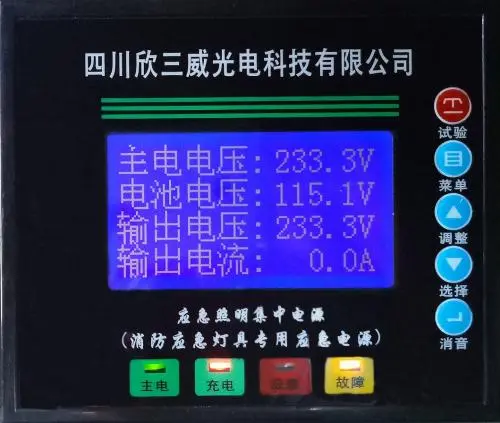 四川欣三威光电科技有限公司
试验
主电电压: 233.3V
菜单
电池电压: 115.1V
调整
输出电压: 233.3V
选择
输出电流: 0.0A
消音
应急照明集中电源
(消防应急灯具专用应急电源)
主电 充电 故障